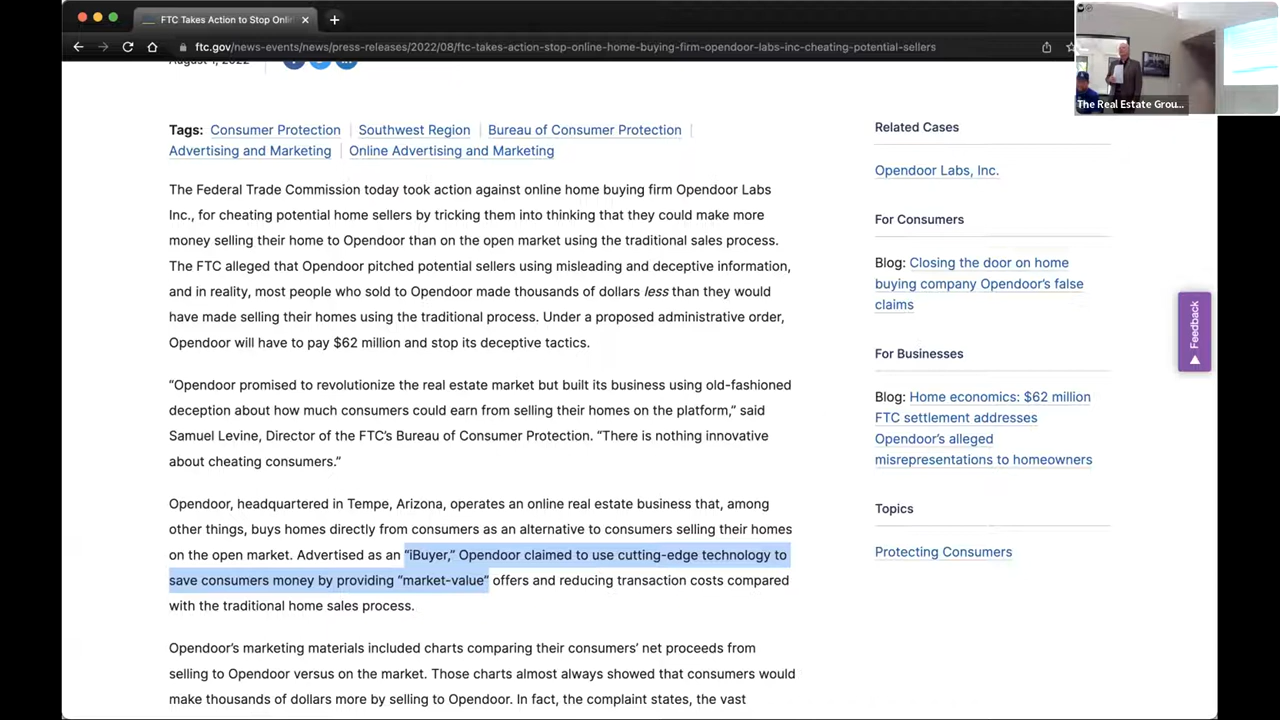 FTC Takes Action to Stop Onlin
ftc.gov/news-events/news/press-releases/2022/08/ftc-takes-action-stop-online-home-buying-firm-opendoor-labs-inc-cheating-potential-sellers
The Real Estate Grou...
August 1, 2022
Tags: Consumer Protection | Southwest Region | Bureau of Consumer Protection |
Advertising and Marketing | Online Advertising and Marketing
The Federal Trade Commission today took action against online home buying firm Opendoor Labs
Inc., for cheating potential home sellers by tricking them into thinking that they could make more
money selling their home to Opendoor than on the open market using the traditional sales process.
The FTC alleged that Opendoor pitched potential sellers using misleading and deceptive information,
and in reality, most people who sold to Opendoor made thousands of dollars less than they would
have made selling their homes using the traditional process. Under a proposed administrative order,
Opendoor will have to pay $62 million and stop its deceptive tactics.
“Opendoor promised to revolutionize the real estate market but built its business using old-fashioned
deception about how much consumers could earn from selling their homes on the platform,” said
Samuel Levine, Director of the FTC’s Bureau of Consumer Protection. “There is nothing innovative
about cheating consumers.”
Opendoor, headquartered in Tempe, Arizona, operates an online real estate business that, among
other things, buys homes directly from consumers as an alternative to consumers selling their homes
on the open market. Advertised as an “iBuyer,” Opendoor claimed to use cutting-edge technology to
save consumers money by providing “market-value” offers and reducing transaction costs compared
with the traditional home sales process.
Opendoor’s marketing materials included charts comparing their consumers’ net proceeds from
selling to Opendoor versus on the market. Those charts almost always showed that consumers would
make thousands of dollars more by selling to Opendoor. In fact, the complaint states, the vast
Related Cases
Opendoor Labs, Inc.
For Consumers
Blog: Closing the door on home
buying company Opendoor’s false
claims
For Businesses
Blog: Home economics: $62 million
FTC settlement addresses
Opendoor’s alleged
misrepresentations to homeowners
Topics
Protecting Consumers
Feedback